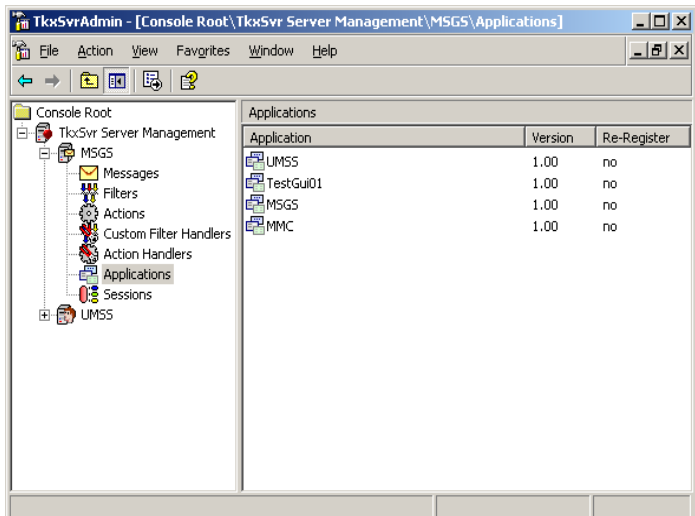 TkxSvrAdmin - [Console Root\TkxSvr Server Management\MSGS\Applications]
File Action View Favorites Window Help
Console Root
TkxSvr Server Management
MSGS
Messages
Filters
Actions
Custom Filter Handlers
Action Handlers
Applications
Sessions
UMSS
Applications
Application Version Re-Register
UMSS 1.00 no
TestGui01 1.00 no
MSGS 1.00 no
MMC 1.00 no